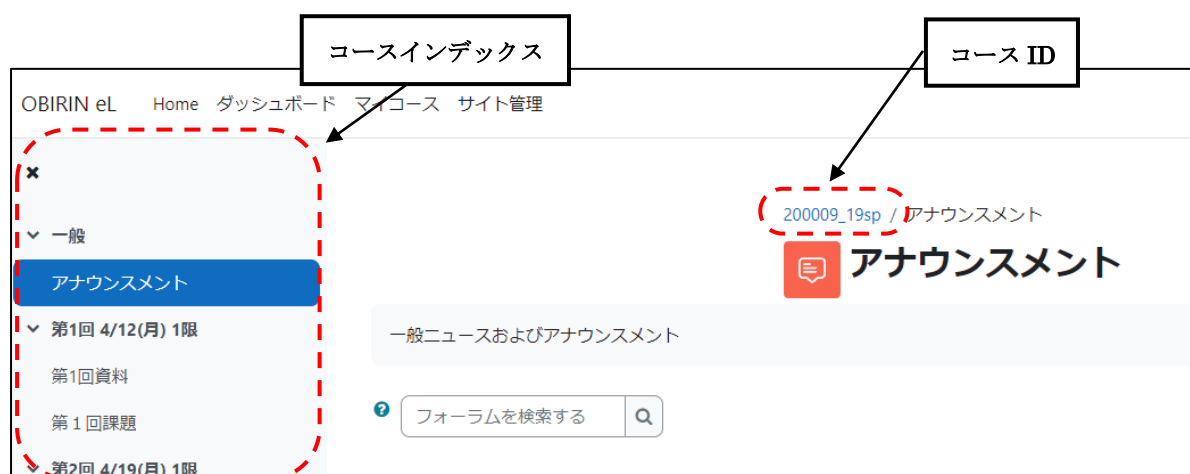 コースインデックス
コース ID
OBIRIN eL Home ダッシュボード マイコース サイト管理
一般
アナウンスメント
第1回 4/12(月) 1限
第1回資料
第１回課題
第2回 4/19(月) 1限
200009_19sp / アナウンスメント
アナウンスメント
一般ニュースおよびアナウンスメント
フォーラムを検索する